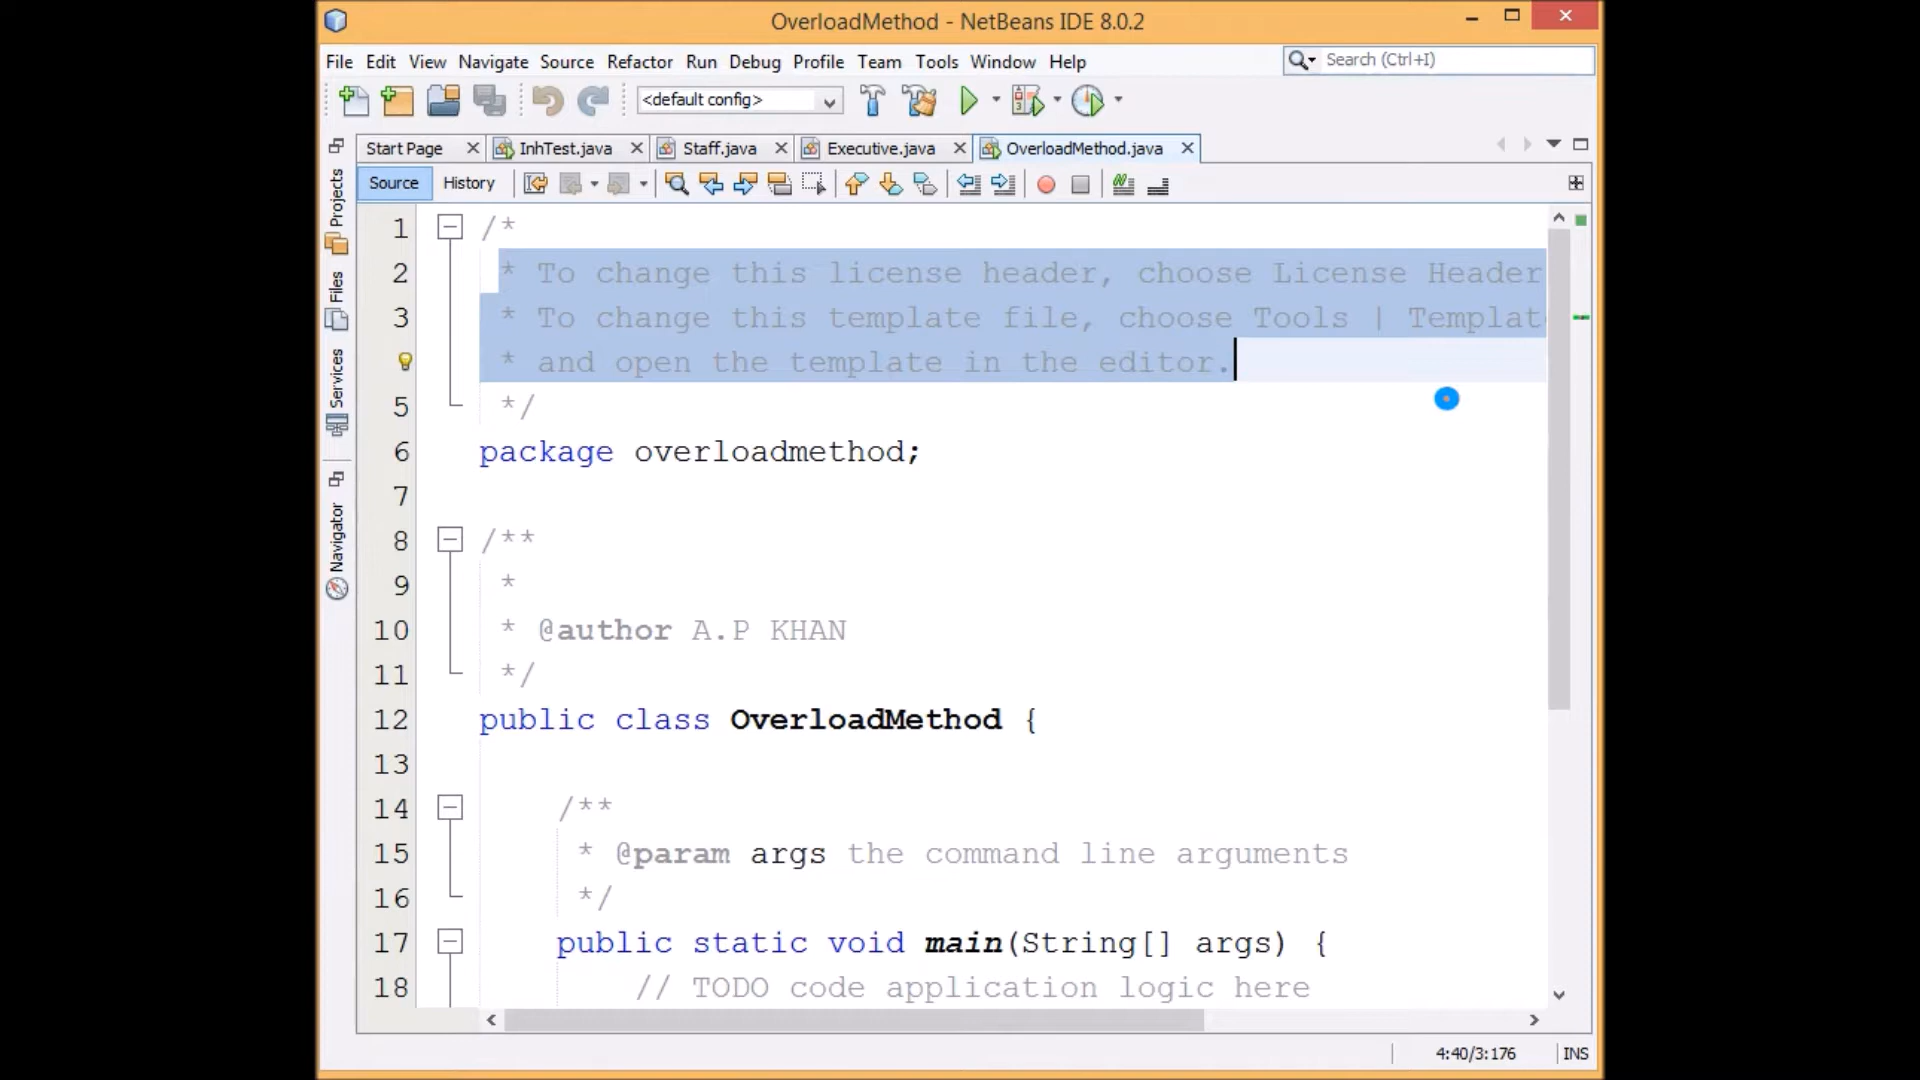 OverloadMethod - NetBeans IDE 8.0.2
File Edit View Navigate Source Refactor Run Debug Profile Team Tools Window Help
Search (Ctrl+I)
<default config>
Start Page InhTest.java Staff.java Executive.java OverloadMethod.java
Source History
Projects
Files
Services
Navigator
1 /*
2 * To change this license header, choose License Header
3 * To change this template file, choose Tools | Templat
* and open the template in the editor.
5 */
6 package overloadmethod;
7
8 /**
9 *
10 * @author A.P KHAN
11 */
12 public class OverloadMethod {
13
14 /**
15 * @param args the command line arguments
16 */
17 public static void main(String[] args) {
18 // TODO code application logic here
4:40/3:176 INS